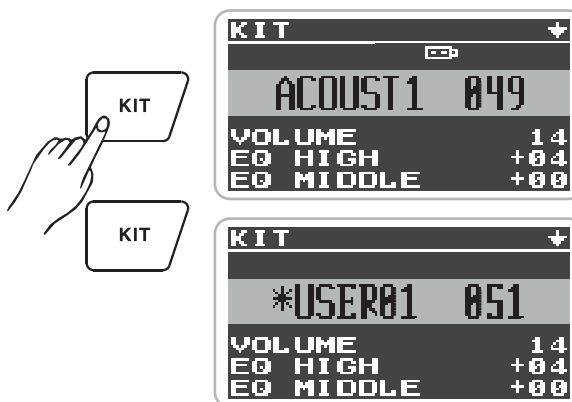 KIT
KIT
ACOUST1 049
VOLUME 14
EQ HIGH +04
EQ MIDDLE +00
KIT
KIT
*USER01 051
VOLUME 14
EQ HIGH +04
EQ MIDDLE +00